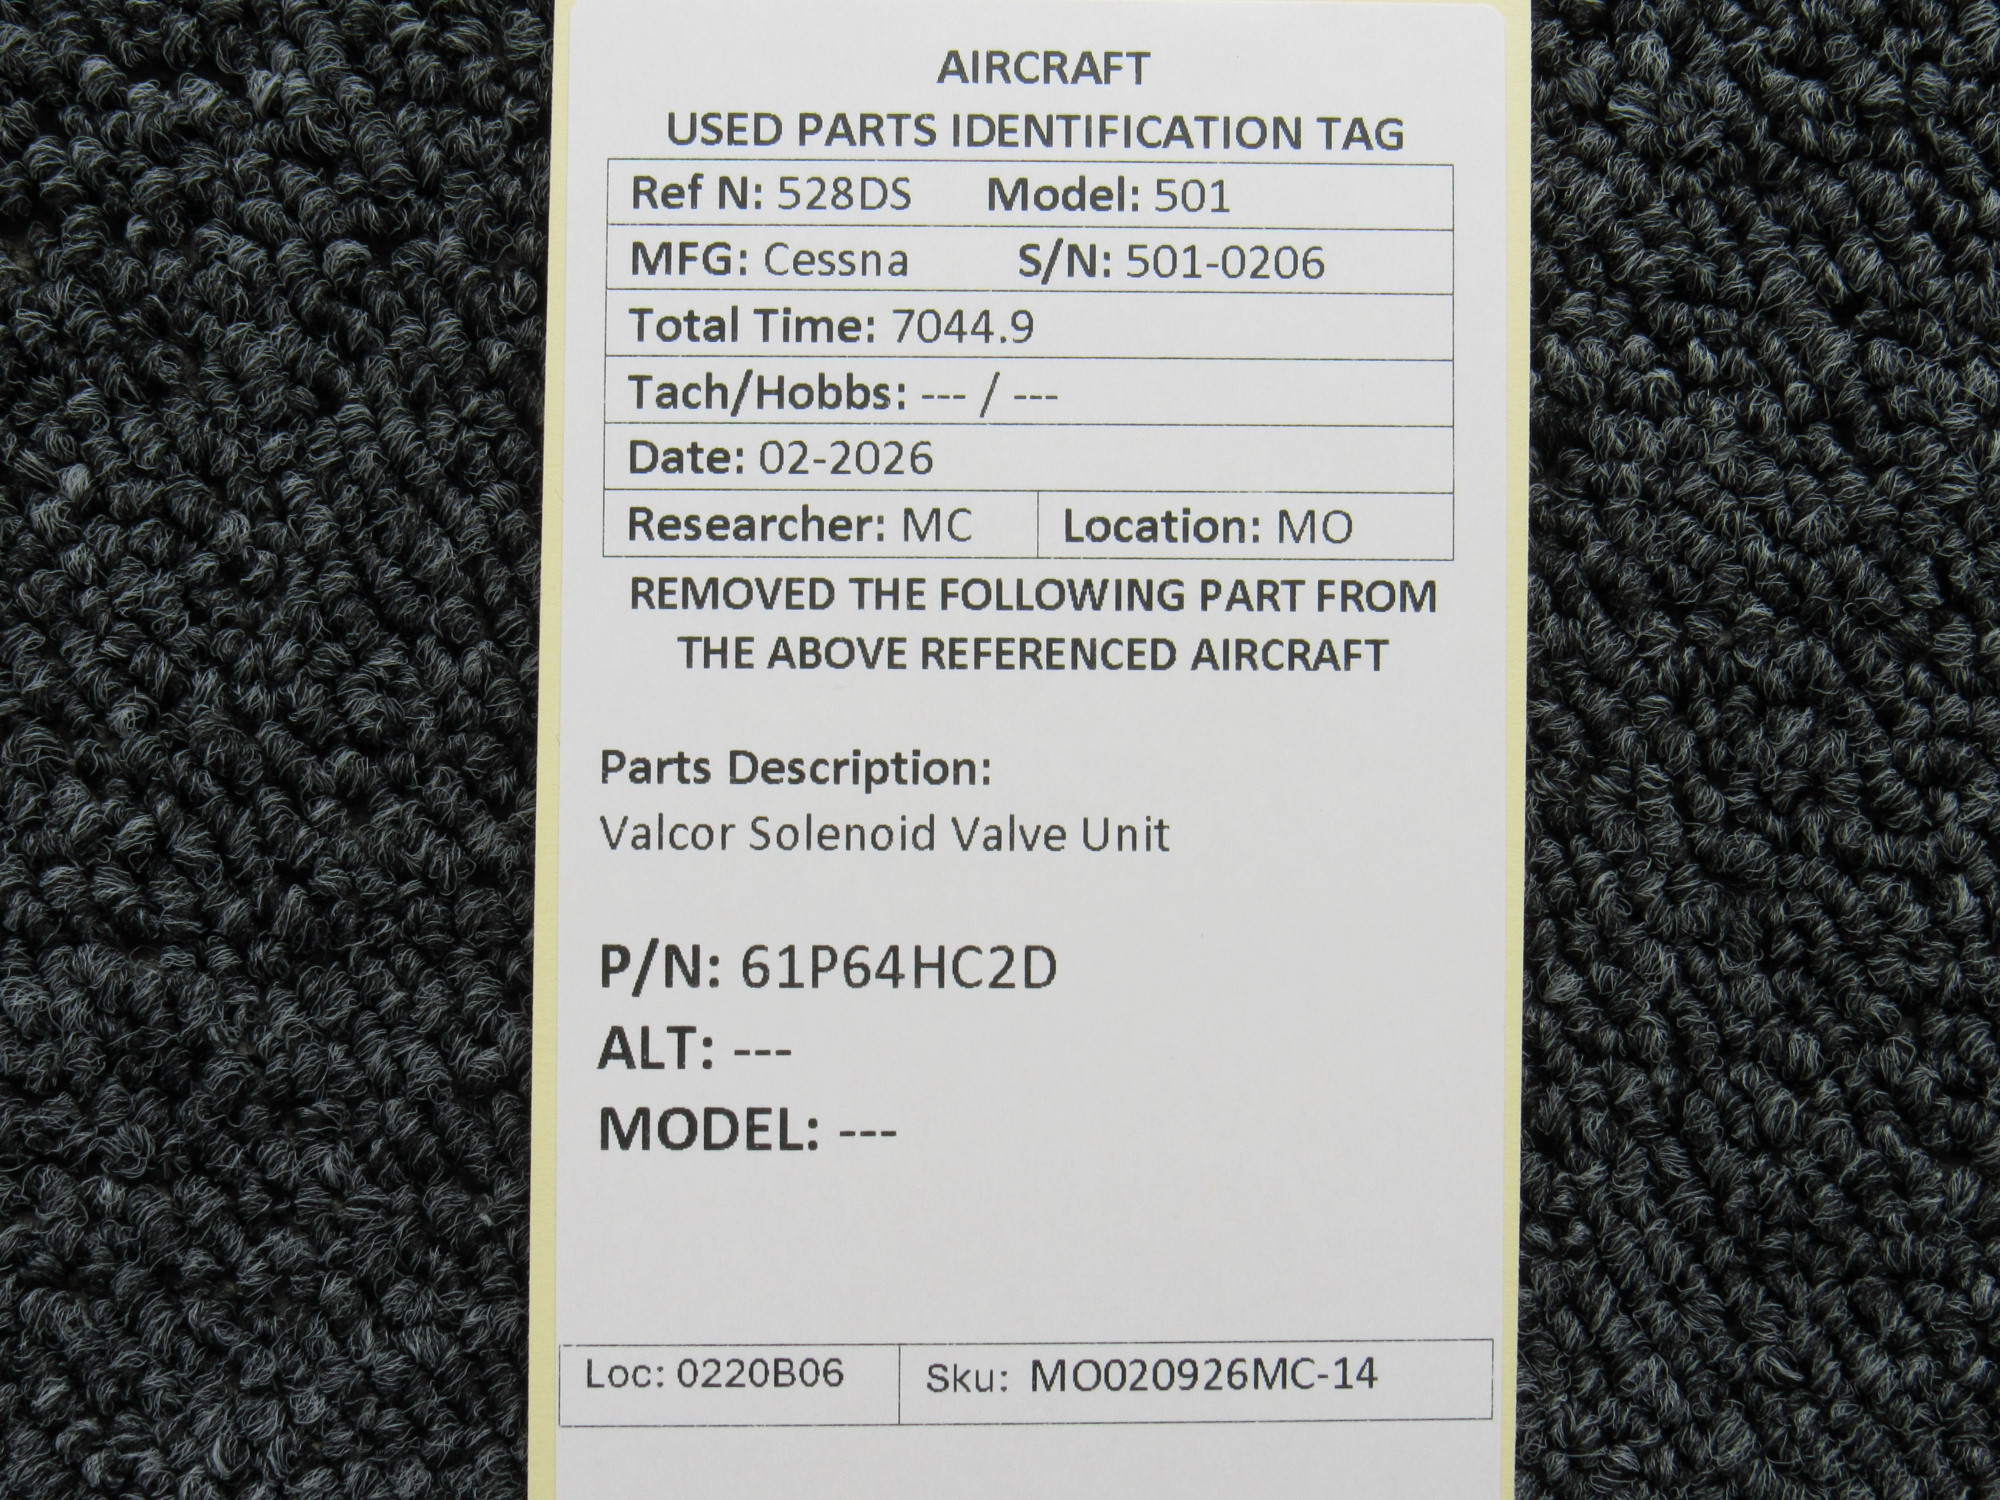 AIRCRAFT
USED PARTS IDENTIFICATION TAG
Ref N: 528DS Model: 501
MFG: Cessna S/N: 501-0206
Total Time: 7044.9
Tach/Hobbs: --- / ---
Date: 02-2026
Researcher: MC Location: MO
REMOVED THE FOLLOWING PART FROM
THE ABOVE REFERENCED AIRCRAFT
Parts Description:
Valcor Solenoid Valve Unit
P/N: 61P64HC2D
ALT: ---
MODEL: ---
Loc: 0220B06 Sku: MO020926MC-14